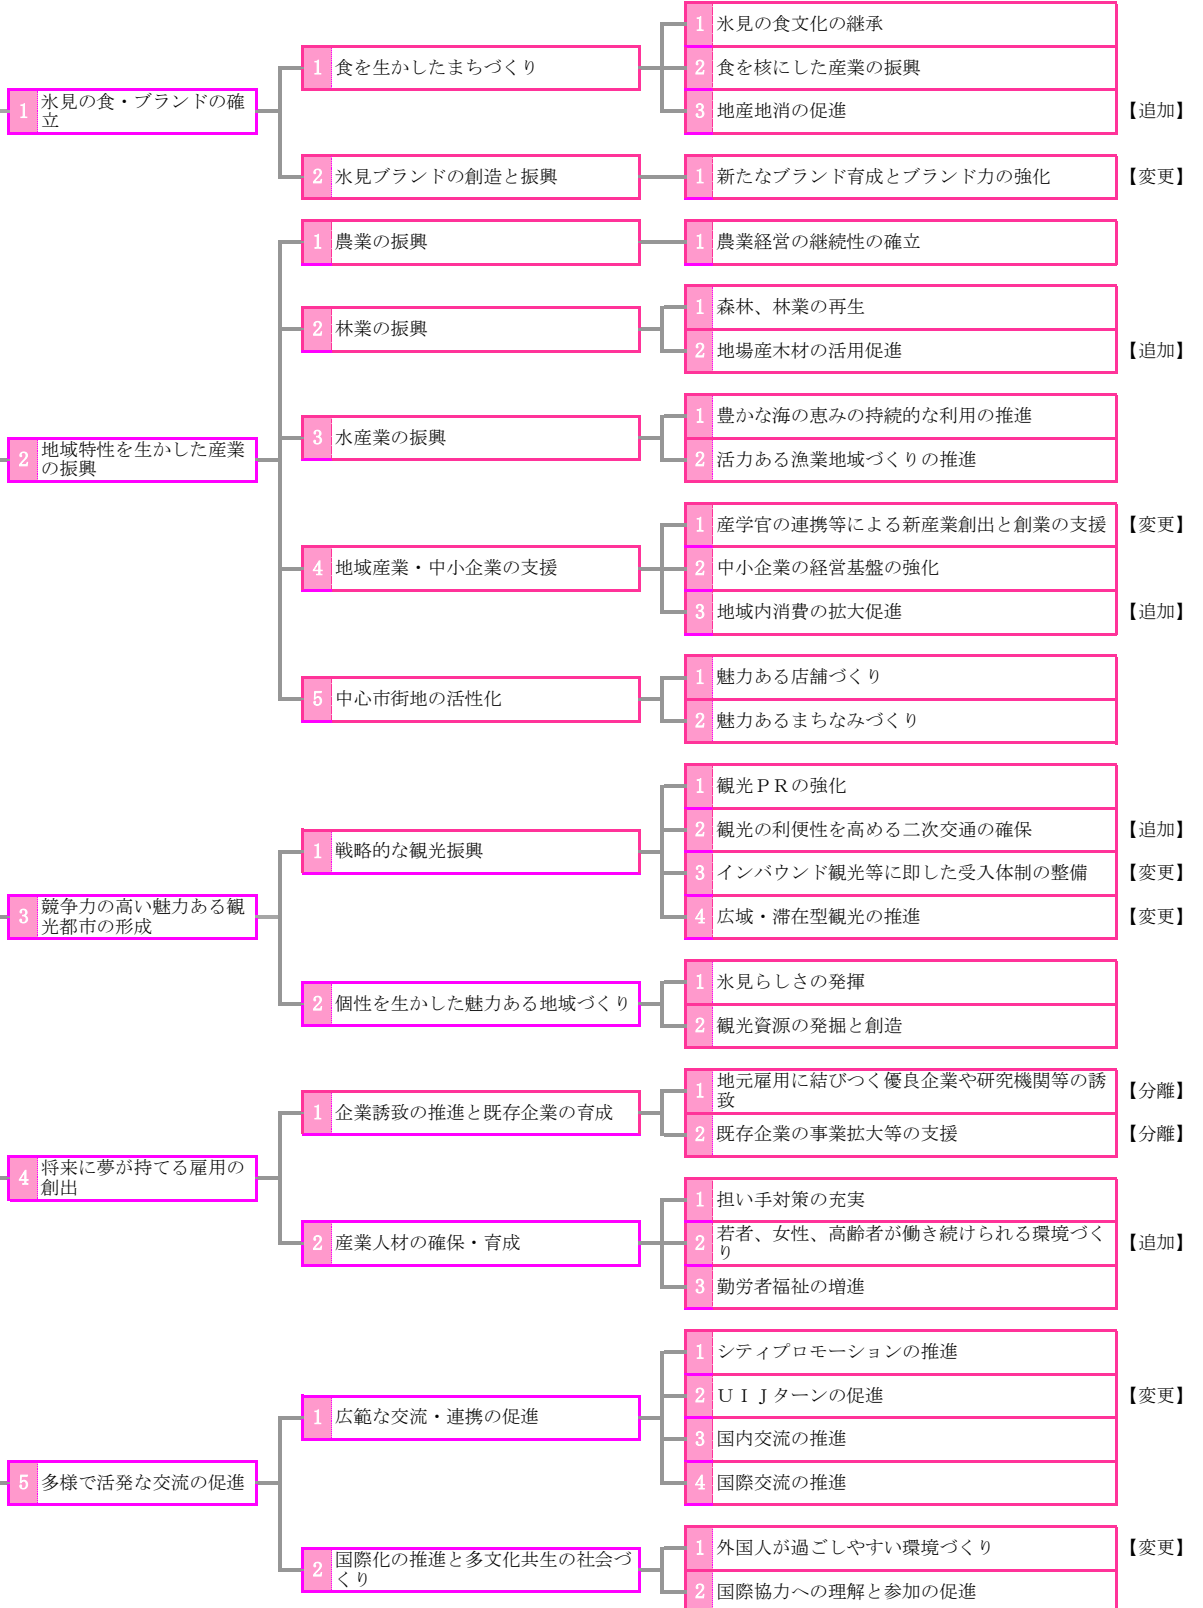 1 氷見の食・ブランドの確
立
1 食を生かしたまちづくり
1 氷見の食文化の継承
2 食を核にした産業の振興
3 地産地消の促進 【追加】
2 氷見ブランドの創造と振興
1 新たなブランド育成とブランド力の強化 【変更】
2 地域特性を生かした産業
の振興
1 農業の振興
1 農業経営の継続性の確立
2 林業の振興
1 森林、林業の再生
2 地場産木材の活用促進 【追加】
3 水産業の振興
1 豊かな海の恵みの持続的な利用の推進
2 活力ある漁業地域づくりの推進
4 地域産業・中小企業の支援
1 産学官の連携等による新産業創出と創業の支援 【変更】
2 中小企業の経営基盤の強化
3 地域内消費の拡大促進 【追加】
5 中心市街地の活性化
1 魅力ある店舗づくり
2 魅力あるまちなみづくり
3 競争力の高い魅力ある観
光都市の形成
1 戦略的な観光振興
1 観光ＰＲの強化
2 観光の利便性を高める二次交通の確保 【追加】
3 インバウンド観光等に即した受入体制の整備 【変更】
4 広域・滞在型観光の推進 【変更】
2 個性を生かした魅力ある地域づくり
1 氷見らしさの発揮
2 観光資源の発掘と創造
4 将来に夢が持てる雇用の
創出
1 企業誘致の推進と既存企業の育成
1 地元雇用に結びつく優良企業や研究機関等の誘
致 【分離】
2 既存企業の事業拡大等の支援 【分離】
2 産業人材の確保・育成
1 担い手対策の充実
2 若者、女性、高齢者が働き続けられる環境づく
り 【追加】
3 勤労者福祉の増進
5 多様で活発な交流の促進
1 広範な交流・連携の促進
1 シティプロモーションの推進
2 ＵＩＪターンの促進 【変更】
3 国内交流の推進
4 国際交流の推進
2 国際化の推進と多文化共生の社会づ
くり
1 外国人が過ごしやすい環境づくり 【変更】
2 国際協力への理解と参加の促進